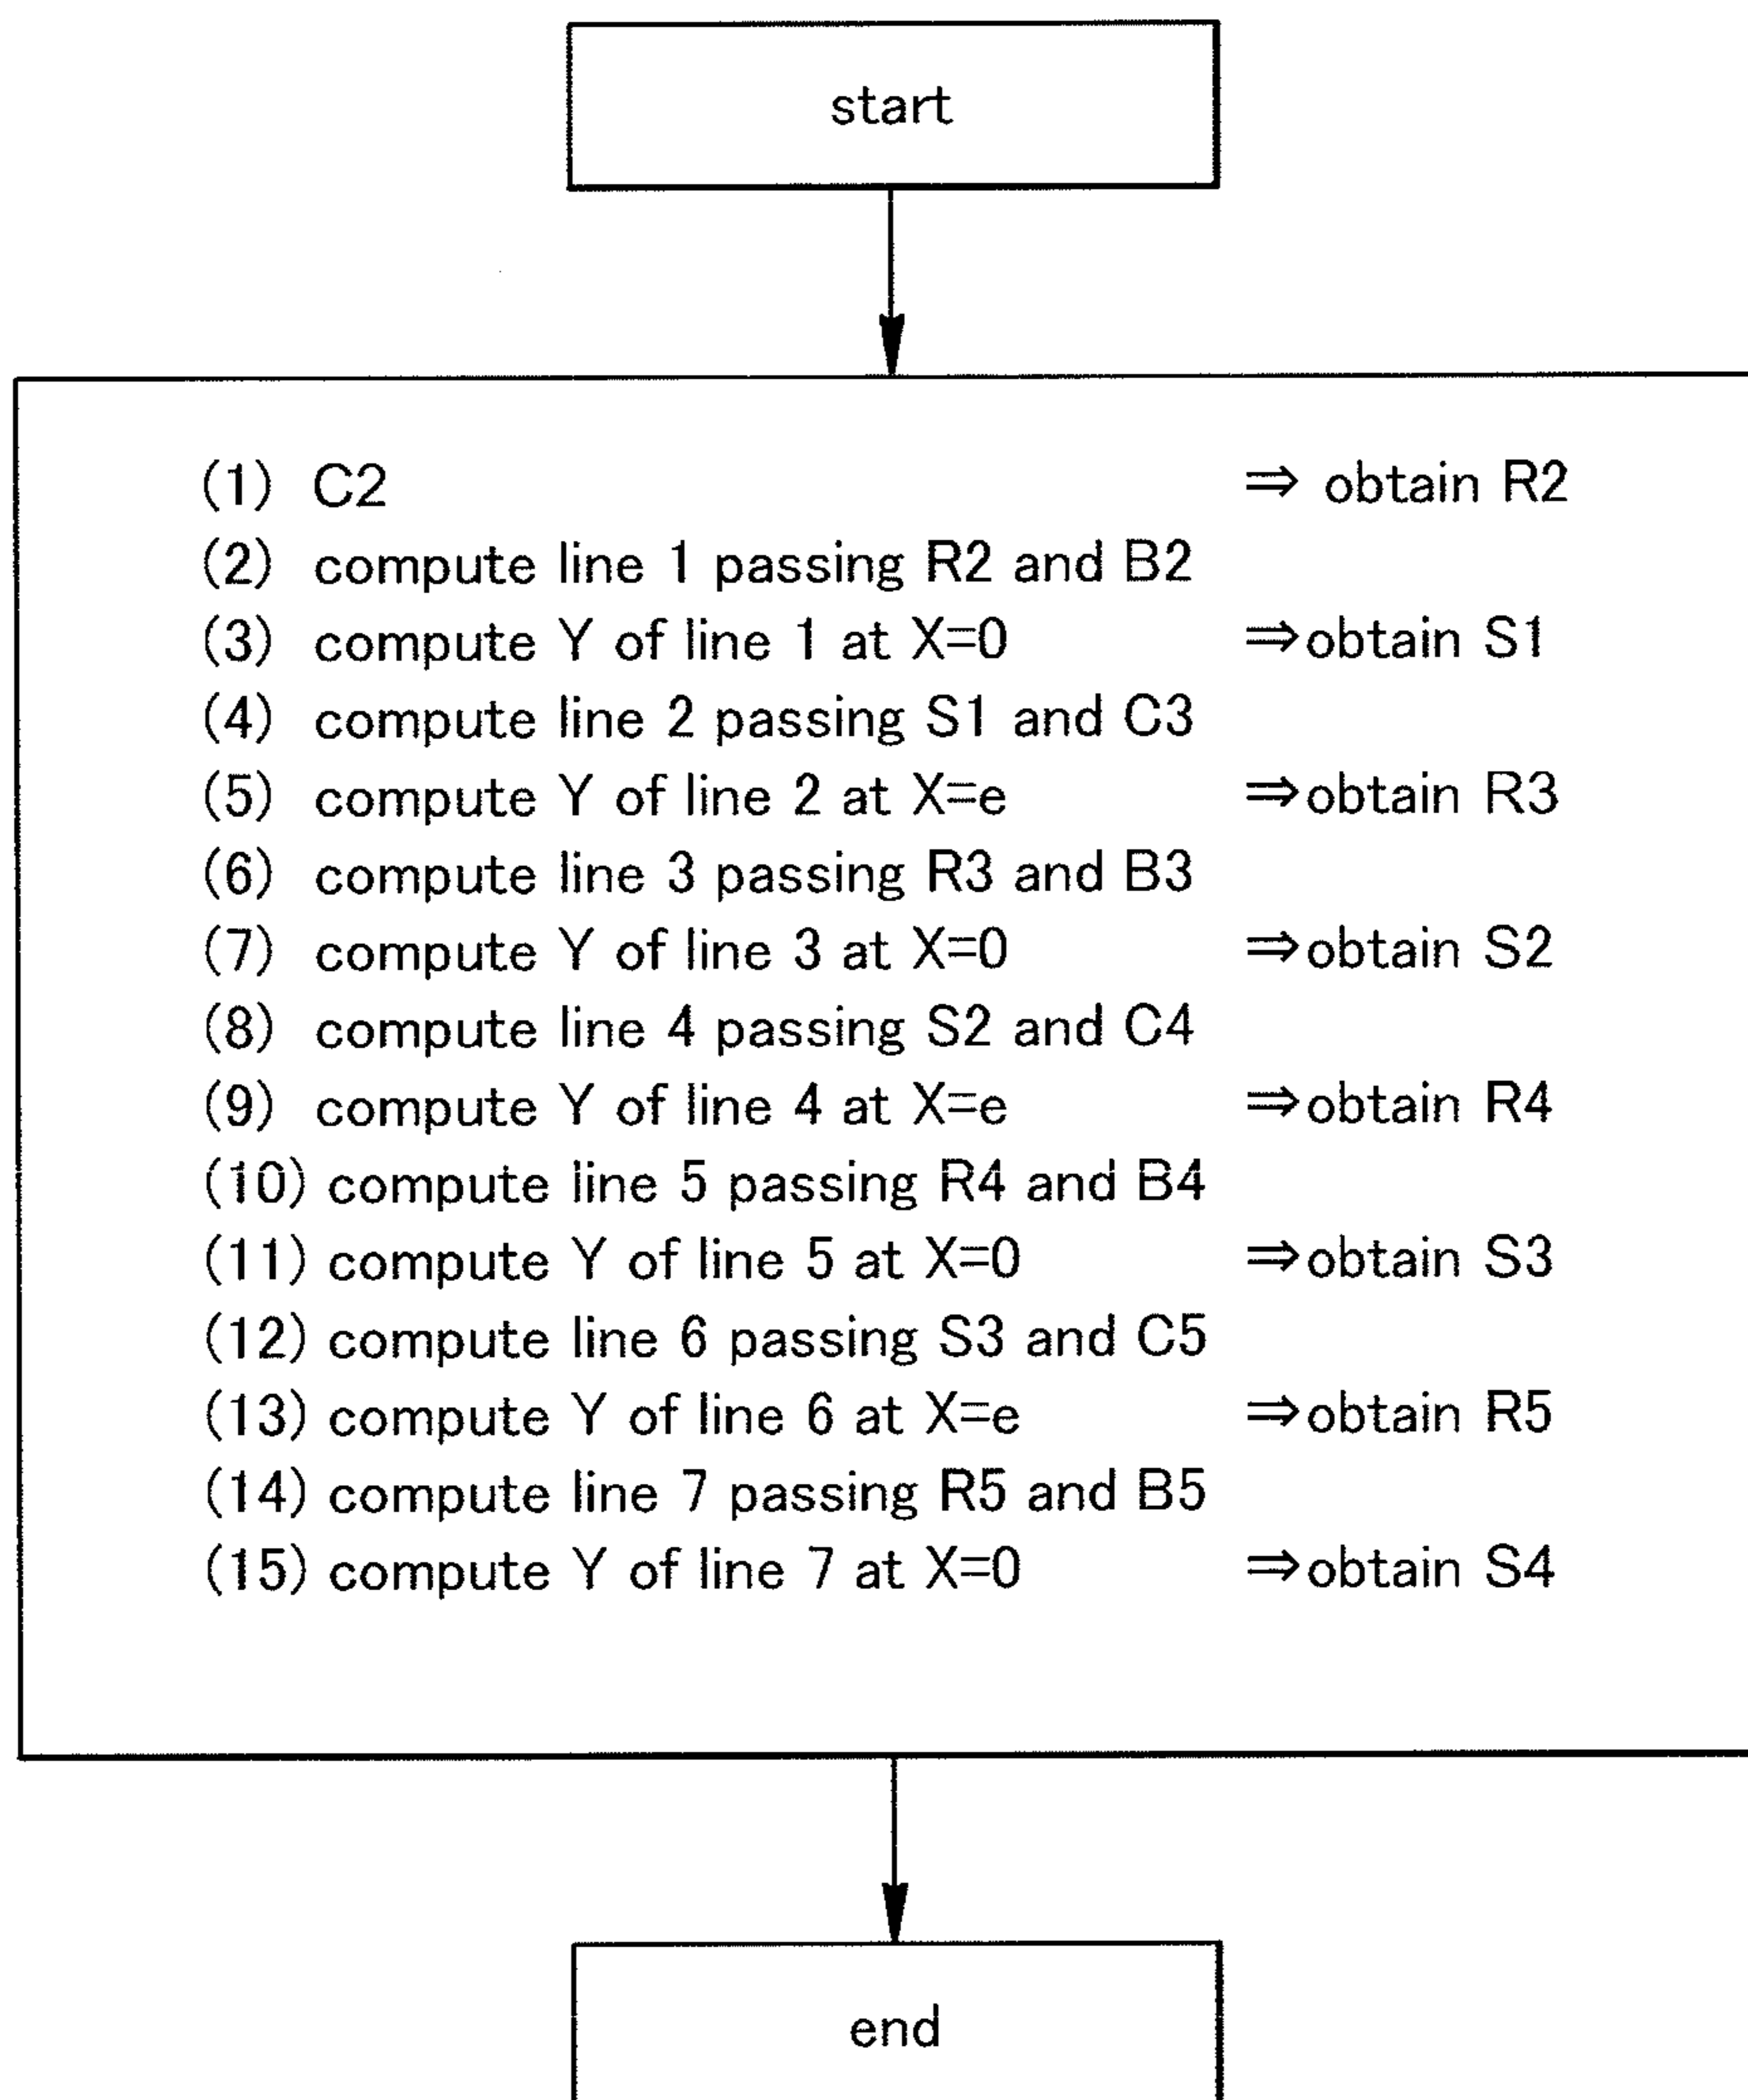 start
(1) C2 ⇒ obtain R2
(2) compute line 1 passing R2 and B2
(3) compute Y of line 1 at X=0 ⇒obtain S1
(4) compute line 2 passing S1 and C3
(5) compute Y of line 2 at X=e ⇒obtain R3
(6) compute line 3 passing R3 and B3
(7) compute Y of line 3 at X=0 ⇒obtain S2
(8) compute line 4 passing S2 and C4
(9) compute Y of line 4 at X=e ⇒obtain R4
(10) compute line 5 passing R4 and B4
(11) compute Y of line 5 at X=0 ⇒obtain S3
(12) compute line 6 passing S3 and C5
(13) compute Y of line 6 at X=e ⇒obtain R5
(14) compute line 7 passing R5 and B5
(15) compute Y of line 7 at X=0 ⇒obtain S4
end